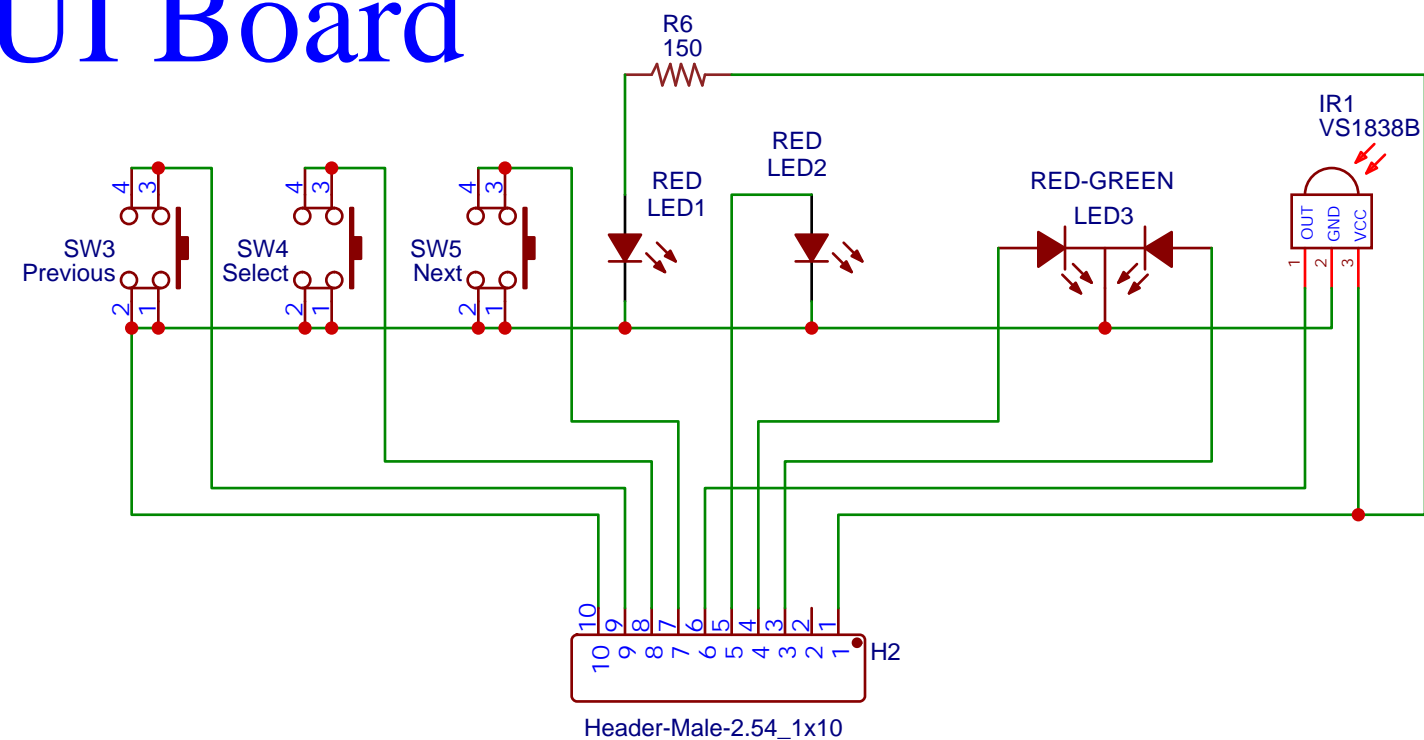 UI Board
R6
150
IR1
VS1838B
RED
LED2
RED
LED1
RED-GREEN
LED3
4 3
4 3
4 3
OUT GND VCC
SW3
Previous
SW4
Select
SW5
Next
1 2 3
2 1
2 1
2 1
10 9 8 7 6 5 4 3 2 1
10 9 8 7 6 5 4 3 2 1
H2
Header-Male-2.54_1x10